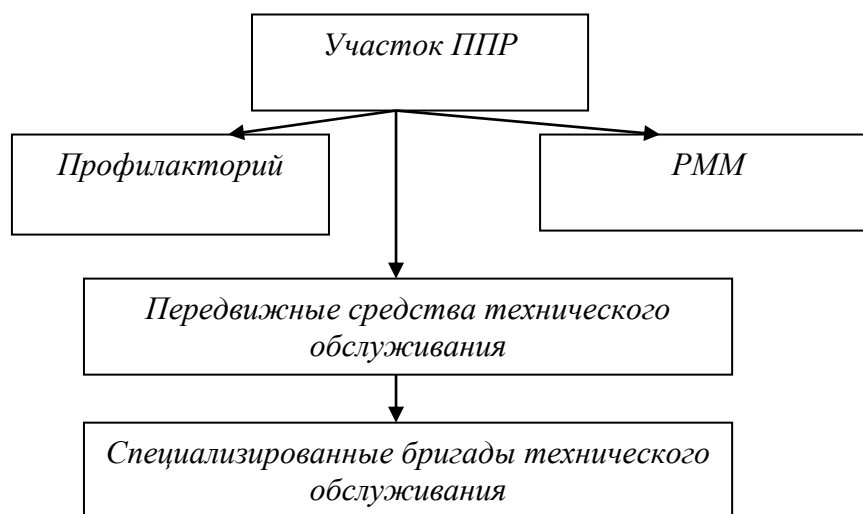 Участок ППР
Профилакторий
РММ
Передвижные средства технического
обслуживания
Специализированные бригады технического
обслуживания